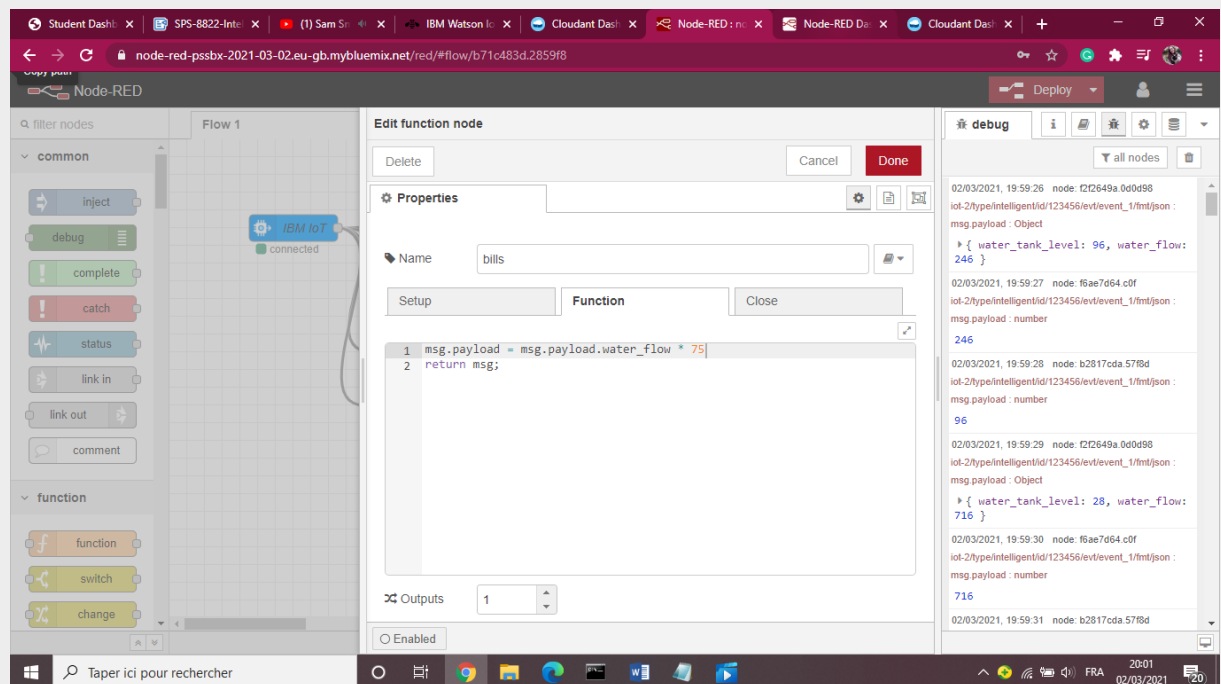 Student Dashb
SPS-8822-Inte
(1) Sam Sn
IBM Watson Io
Cloudant Dash
Node-RED : no
Node-RED Da
Cloudant Dash
node-red-pssbx-2021-03-02.eu-gb.mybluemix.net/red/#flow/b71c483d.2859f8
Copy path
Node-RED
Deploy
filter nodes
Flow 1
common
inject
debug
complete
catch
status
link in
link out
comment
function
function
switch
change
IBM IoT
connected
Edit function node
Delete
Cancel
Done
Properties
Name
bills
Setup
Function
Close
1 msg.payload = msg.payload.water_flow * 75
2 return msg;
Outputs
1
Enabled
debug
i
all nodes
02/03/2021, 19:59:26 node: f2f2649a.0d0d98
iot-2/type/intelligent/id/123456/evt/event_1/fmt/json :
msg.payload : Object
{ water_tank_level: 96, water_flow:
246 }
02/03/2021, 19:59:27 node: f6ae7d64.c0f
iot-2/type/intelligent/id/123456/evt/event_1/fmt/json :
msg.payload : number
246
02/03/2021, 19:59:28 node: b2817cda.57f8d
iot-2/type/intelligent/id/123456/evt/event_1/fmt/json :
msg.payload : number
96
02/03/2021, 19:59:29 node: f2f2649a.0d0d98
iot-2/type/intelligent/id/123456/evt/event_1/fmt/json :
msg.payload : Object
{ water_tank_level: 28, water_flow:
716 }
02/03/2021, 19:59:30 node: f6ae7d64.c0f
iot-2/type/intelligent/id/123456/evt/event_1/fmt/json :
msg.payload : number
716
02/03/2021, 19:59:31 node: b2817cda.57f8d
Taper ici pour rechercher
FRA
20:01
02/03/2021
20